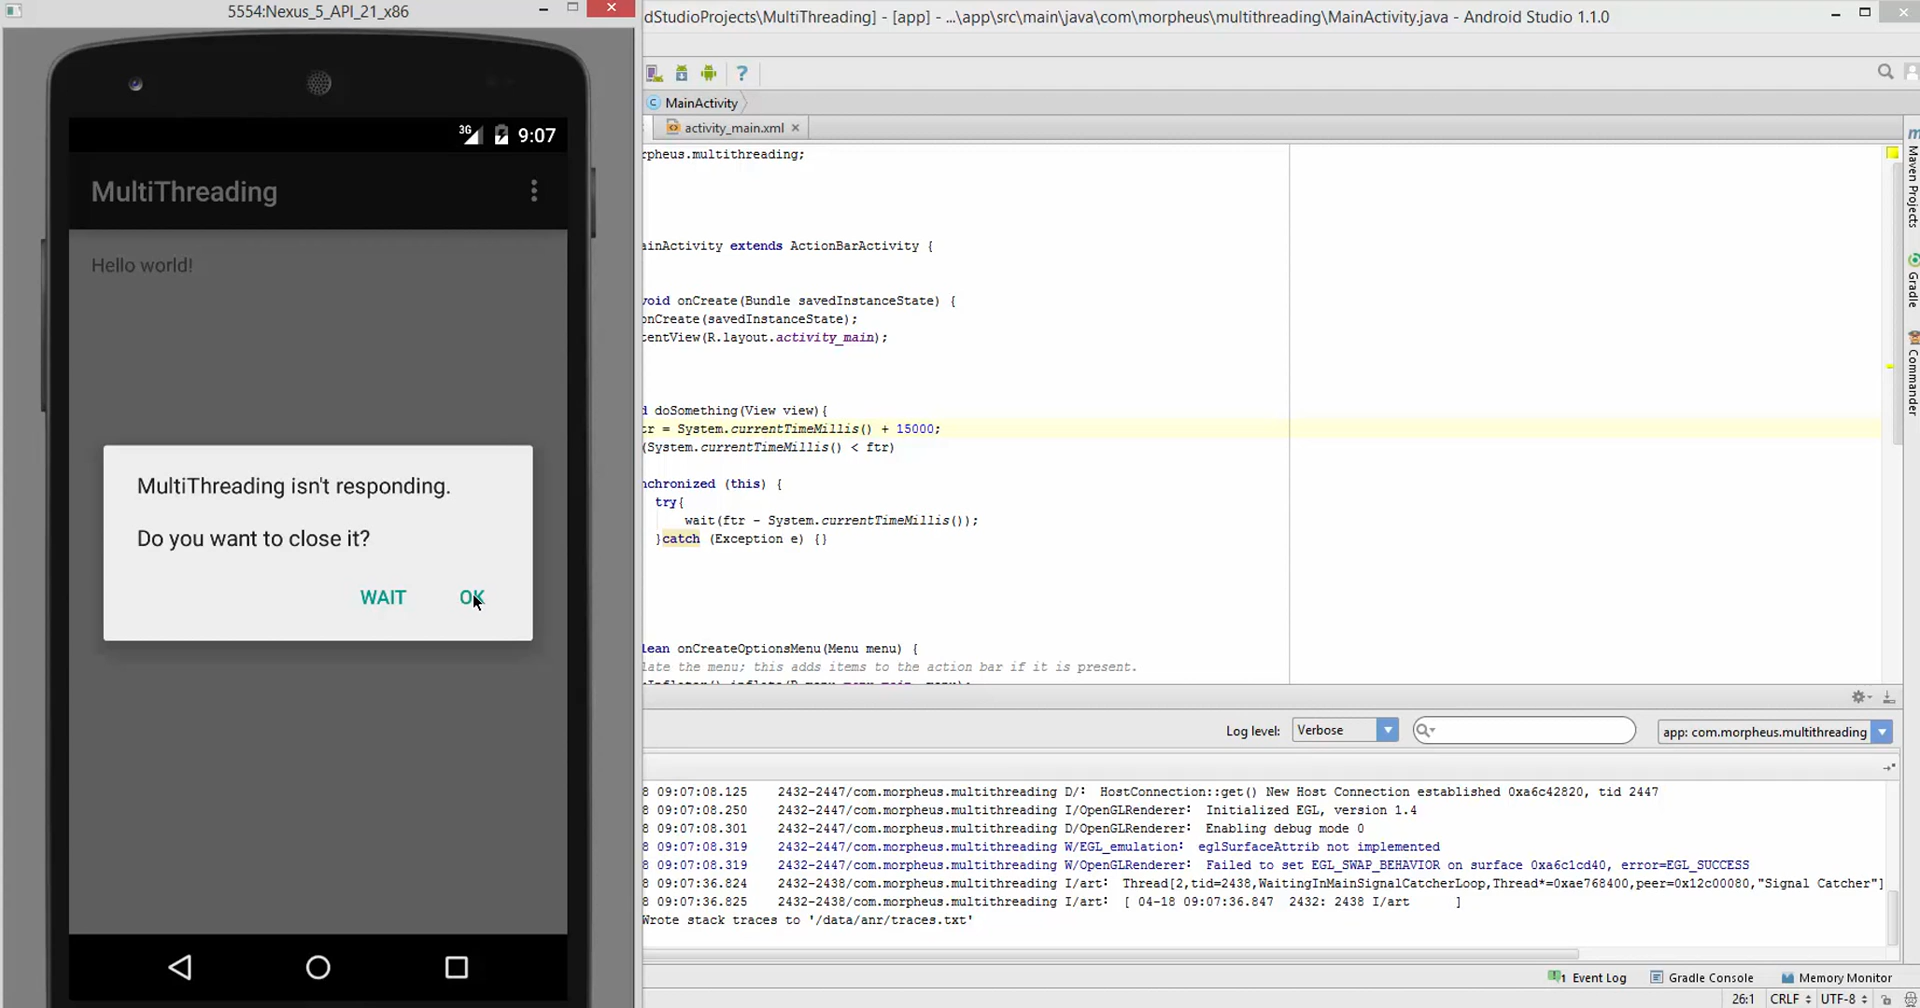 5554:Nexus_5_API_21_x86
dStudioProjects\MultiThreading] - [app] - ...\app\src\main\java\com\morpheus\multithreading\MainActivity.java - Android Studio 1.1.0
MainActivity
activity_main.xml
3G 9:07
MultiThreading
Hello world!
MultiThreading isn't responding.
Do you want to close it?
WAIT OK
rpheus.multithreading;
ainActivity extends ActionBarActivity {
void onCreate(Bundle savedInstanceState) {
onCreate(savedInstanceState);
entView(R.layout.activity_main);
d doSomething(View view){
tr = System.currentTimeMillis() + 15000;
(System.currentTimeMillis() < ftr)
nchronized (this) {
try{
wait(ftr - System.currentTimeMillis());
}catch (Exception e) {}
lean onCreateOptionsMenu(Menu menu) {
late the menu; this adds items to the action bar if it is present.
Maven Projects
Gradle
Commander
Log level: Verbose app: com.morpheus.multithreading
8 09:07:08.125 2432-2447/com.morpheus.multithreading D/: HostConnection::get() New Host Connection established 0xa6c42820, tid 2447
8 09:07:08.250 2432-2447/com.morpheus.multithreading I/OpenGLRenderer: Initialized EGL, version 1.4
8 09:07:08.301 2432-2447/com.morpheus.multithreading D/OpenGLRenderer: Enabling debug mode 0
8 09:07:08.319 2432-2447/com.morpheus.multithreading W/EGL_emulation: eglSurfaceAttrib not implemented
8 09:07:08.319 2432-2447/com.morpheus.multithreading W/OpenGLRenderer: Failed to set EGL_SWAP_BEHAVIOR on surface 0xa6c1cd40, error=EGL_SUCCESS
8 09:07:36.824 2432-2438/com.morpheus.multithreading I/art: Thread[2,tid=2438,WaitingInMainSignalCatcherLoop,Thread*=0xae768400,peer=0x12c00080,"Signal Catcher"]
8 09:07:36.825 2432-2438/com.morpheus.multithreading I/art: [ 04-18 09:07:36.847 2432: 2438 I/art ]
Wrote stack traces to '/data/anr/traces.txt'
1 Event Log Gradle Console Memory Monitor
26:1 CRLF UTF-8